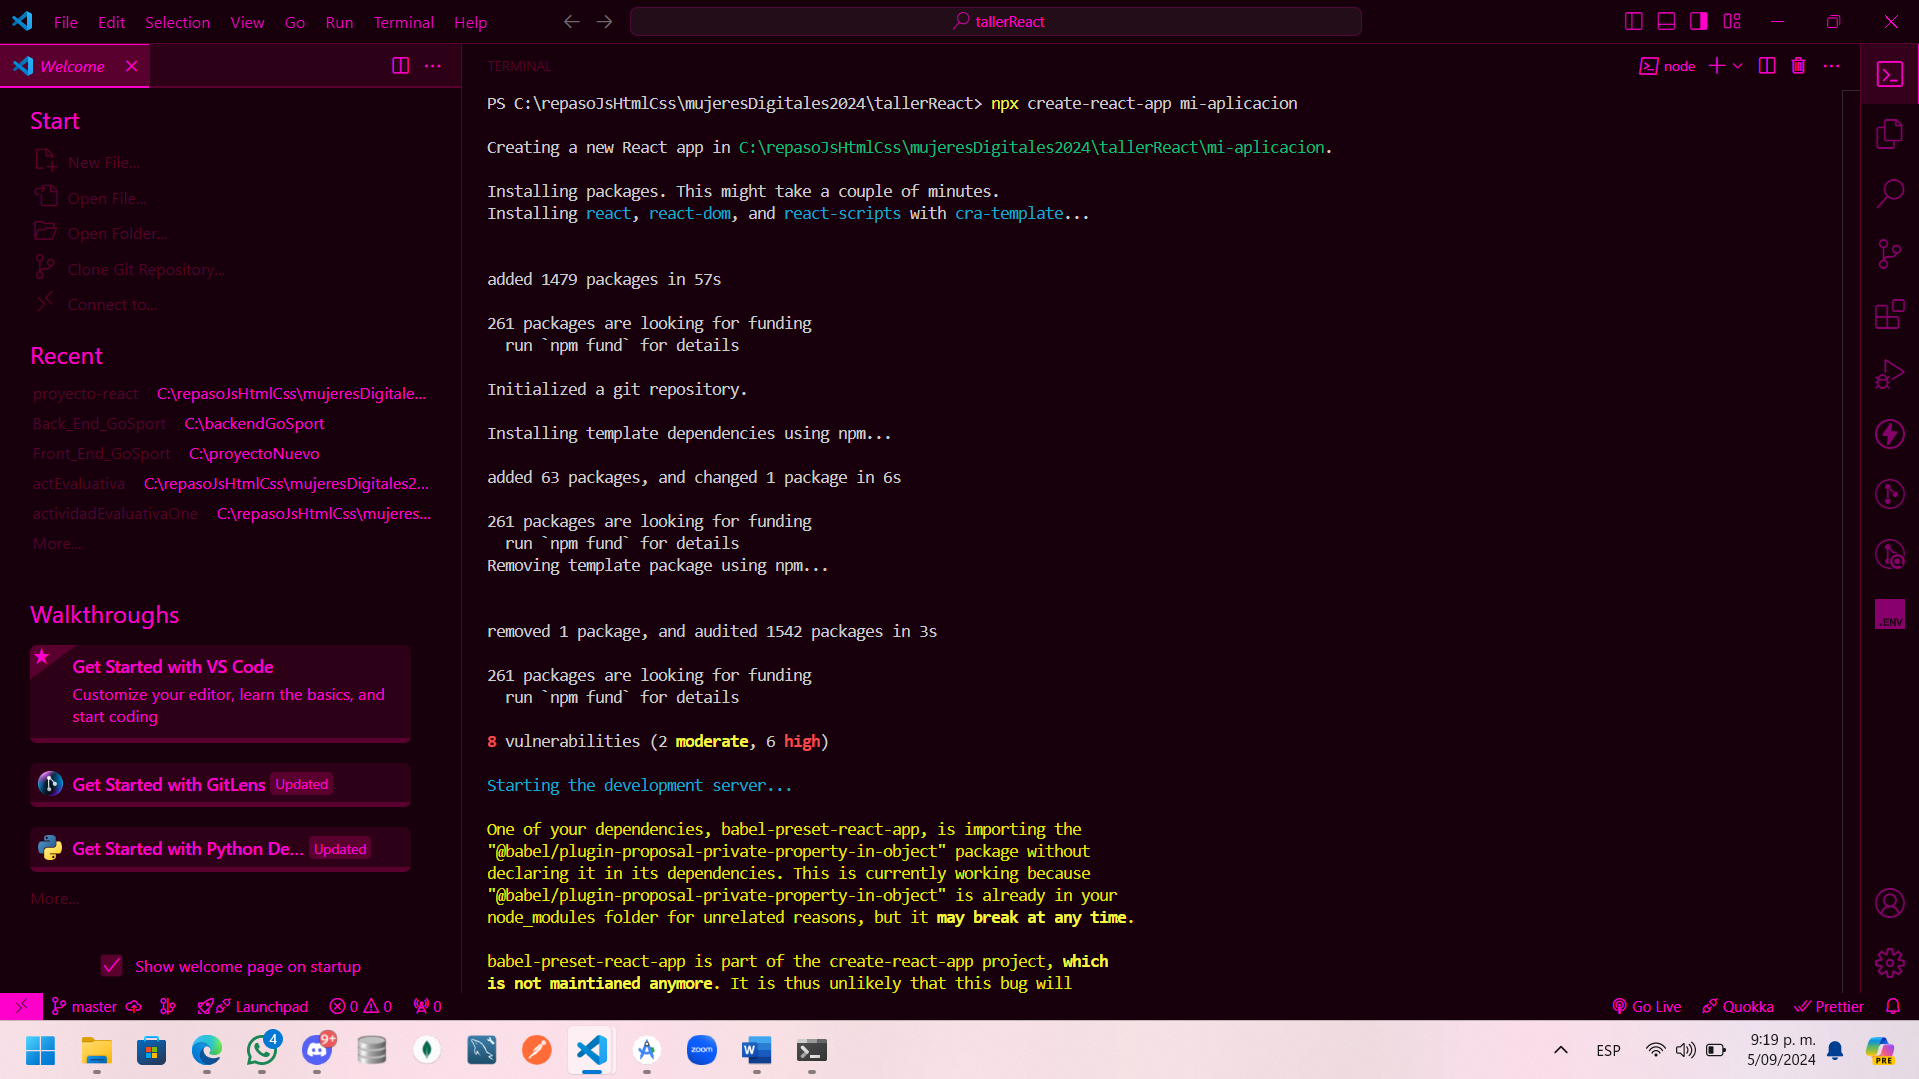 File Edit Selection View Go Run Terminal Help
tallerReact
Welcome
TERMINAL
node
Start
New File...
Open File...
Open Folder...
Clone Git Repository...
Connect to...
Recent
proyecto-react C:\repasoJsHtmlCss\mujeresDigitale...
Back_End_GoSport C:\backendGoSport
Front_End_GoSport C:\proyectoNuevo
actEvaluativa C:\repasoJsHtmlCss\mujeresDigitales2...
actividadEvaluativaOne C:\repasoJsHtmlCss\mujeres...
More...
Walkthroughs
Get Started with VS Code
Customize your editor, learn the basics, and
start coding
Get Started with GitLens Updated
Get Started with Python De... Updated
More...
Show welcome page on startup
PS C:\repasoJsHtmlCss\mujeresDigitales2024\tallerReact> npx create-react-app mi-aplicacion
Creating a new React app in C:\repasoJsHtmlCss\mujeresDigitales2024\tallerReact\mi-aplicacion.
Installing packages. This might take a couple of minutes.
Installing react, react-dom, and react-scripts with cra-template...
added 1479 packages in 57s
261 packages are looking for funding
run `npm fund` for details
Initialized a git repository.
Installing template dependencies using npm...
added 63 packages, and changed 1 package in 6s
261 packages are looking for funding
run `npm fund` for details
Removing template package using npm...
removed 1 package, and audited 1542 packages in 3s
261 packages are looking for funding
run `npm fund` for details
8 vulnerabilities (2 moderate, 6 high)
Starting the development server...
One of your dependencies, babel-preset-react-app, is importing the
"@babel/plugin-proposal-private-property-in-object" package without
declaring it in its dependencies. This is currently working because
"@babel/plugin-proposal-private-property-in-object" is already in your
node_modules folder for unrelated reasons, but it may break at any time.
babel-preset-react-app is part of the create-react-app project, which
is not maintianed anymore. It is thus unlikely that this bug will
.ENV
master Launchpad 0 0 0
Go Live Quokka Prettier
4
9+
zoom
W
ESP
9:19 p. m.
5/09/2024
PRE